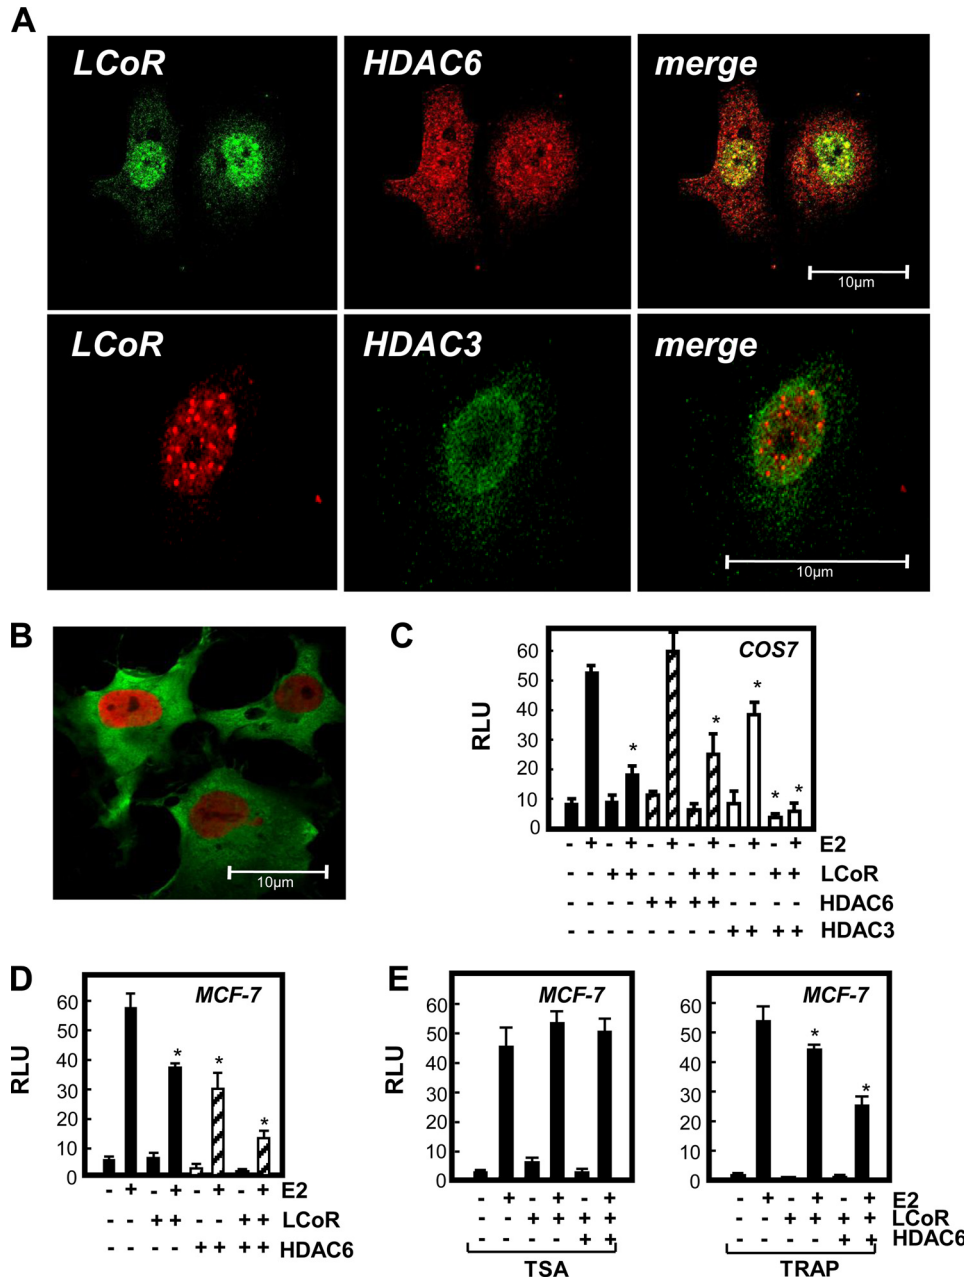 A
LCoR HDAC6 merge
10µm
LCoR HDAC3 merge
10µm
B
10µm
C
COS7
RLU
60
50
40
30
20
10
0
* * * * *
- + - + - + - + - + - + E2
- - + + - - + + - - + + LCoR
- - - - + + + + - - - - HDAC6
- - - - - - - - + + + + HDAC3
D
MCF-7
RLU
60
50
40
30
20
10
0
* * *
- + - + - + - + E2
- - + + - - + + LCoR
- - - - + + + + HDAC6
E
MCF-7
RLU
60
50
40
30
20
10
0
- + - + - +
- - + + + +
- - - - + +
TSA
MCF-7
60
50
40
30
20
10
0
* *
- + - + - + E2
- - + + + + LCoR
- - - - + + HDAC6
TRAP